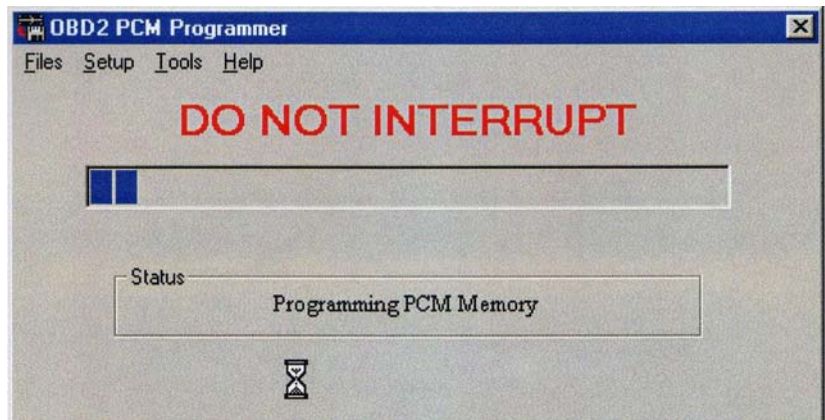 OBD2 PCM Programmer
Files Setup Tools Help
DO NOT INTERRUPT
Status
Programming PCM Memory